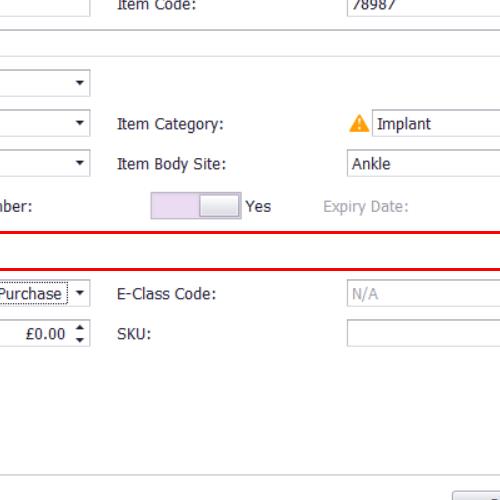 Item Code: 78987
Item Category: Implant
Item Body Site: Ankle
Yes Expiry Date:
Purchase E-Class Code: N/A
£0.00 SKU: